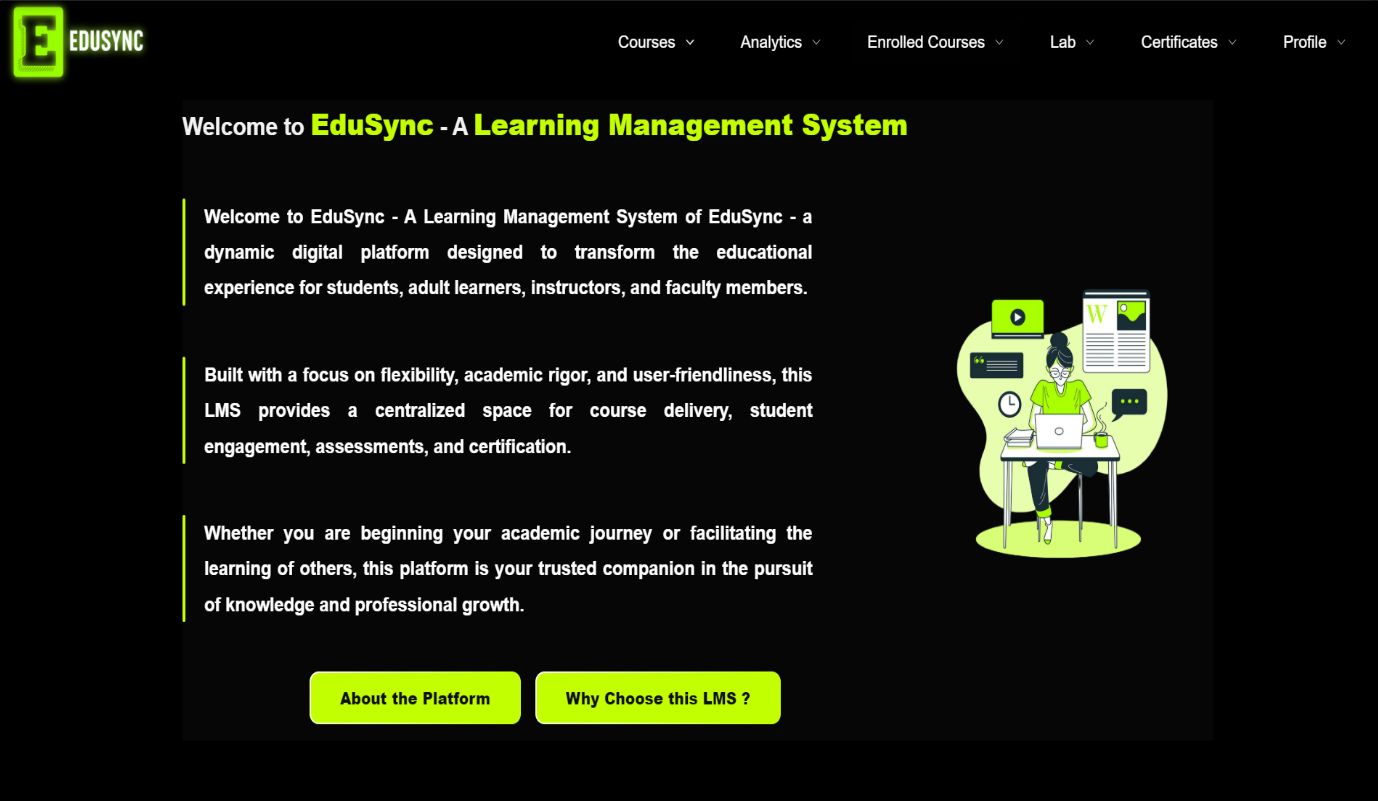 EDUSYNC
Courses
Analytics
Enrolled Courses
Lab
Certificates
Profile
Welcome to EduSync - A Learning Management System
Welcome to EduSync - A Learning Management System of EduSync - a
dynamic digital platform designed to transform the educational
experience for students, adult learners, instructors, and faculty members.
Built with a focus on flexibility, academic rigor, and user-friendliness, this
LMS provides a centralized space for course delivery, student
engagement, assessments, and certification.
Whether you are beginning your academic journey or facilitating the
learning of others, this platform is your trusted companion in the pursuit
of knowledge and professional growth.
W
About the Platform
Why Choose this LMS ?